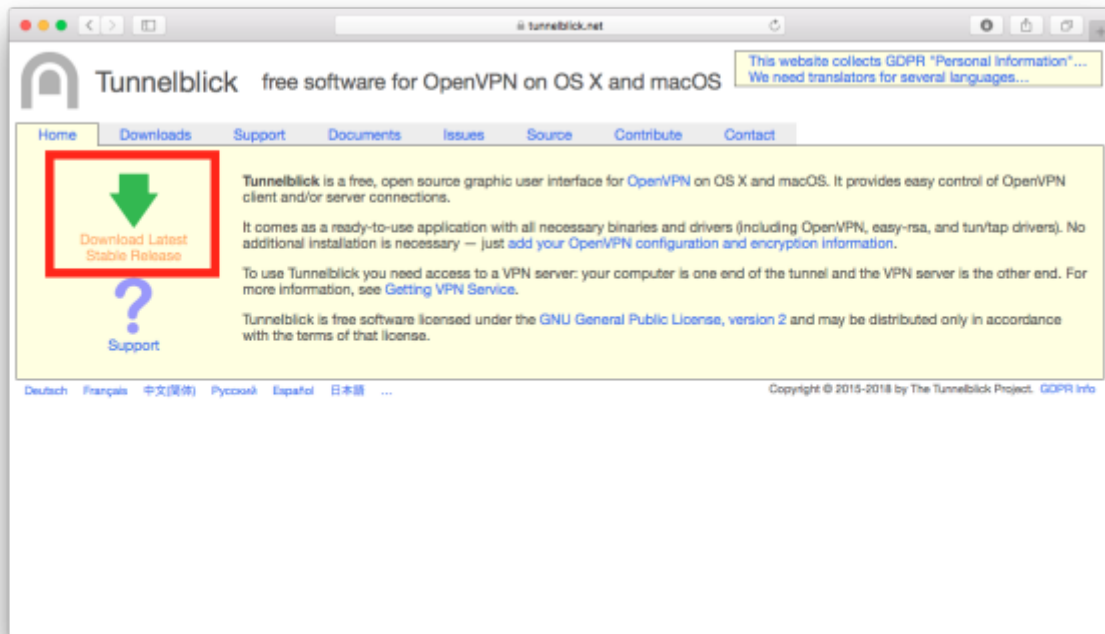 tunnelblick.net
Tunnelblick free software for OpenVPN on OS X and macOS
This website collects GDPR "Personal Information"...
We need translators for several languages...
Home Downloads Support Documents Issues Source Contribute Contact
Download Latest
Stable Release
Support
Tunnelblick is a free, open source graphic user interface for OpenVPN on OS X and macOS. It provides easy control of OpenVPN
client and/or server connections.
It comes as a ready-to-use application with all necessary binaries and drivers (including OpenVPN, easy-rsa, and tun/tap drivers). No
additional installation is necessary — just add your OpenVPN configuration and encryption information.
To use Tunnelblick you need access to a VPN server: your computer is one end of the tunnel and the VPN server is the other end. For
more information, see Getting VPN Service.
Tunnelblick is free software licensed under the GNU General Public License, version 2 and may be distributed only in accordance
with the terms of that license.
Deutsch Français 中文(简体) Русский Español 日本語 ...
Copyright © 2015-2018 by The Tunnelblick Project. GDPR Info